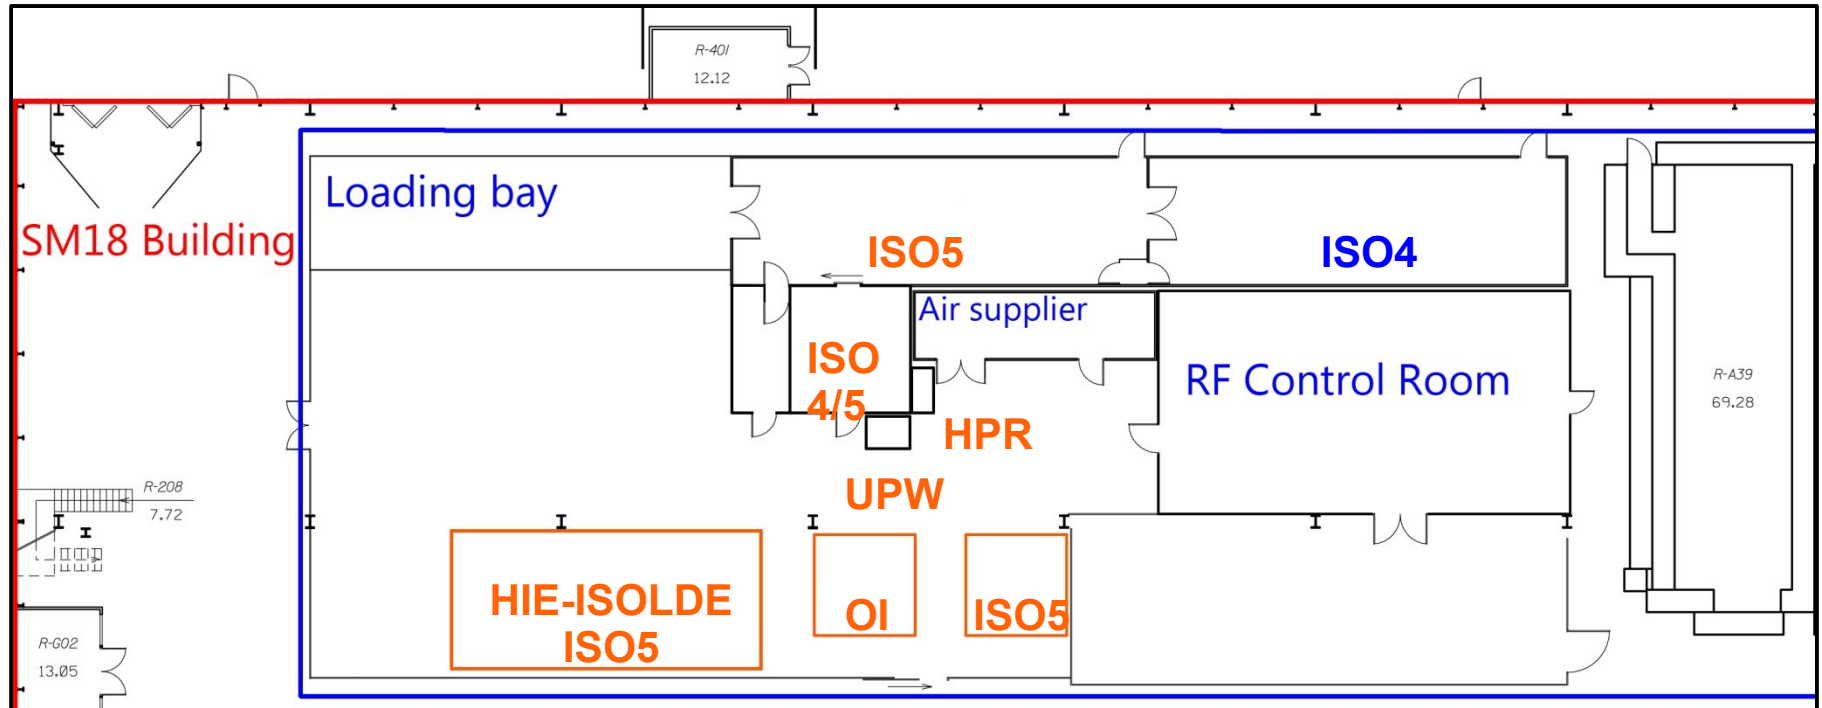 R-401
12.12
Loading bay
SM18 Building
ISO5
ISO4
Air supplier
ISO
4/5
RF Control Room
R-A39
69.28
HPR
UPW
R-208
7.72
HIE-ISOLDE
ISO5
OI
ISO5
R-G02
13.05